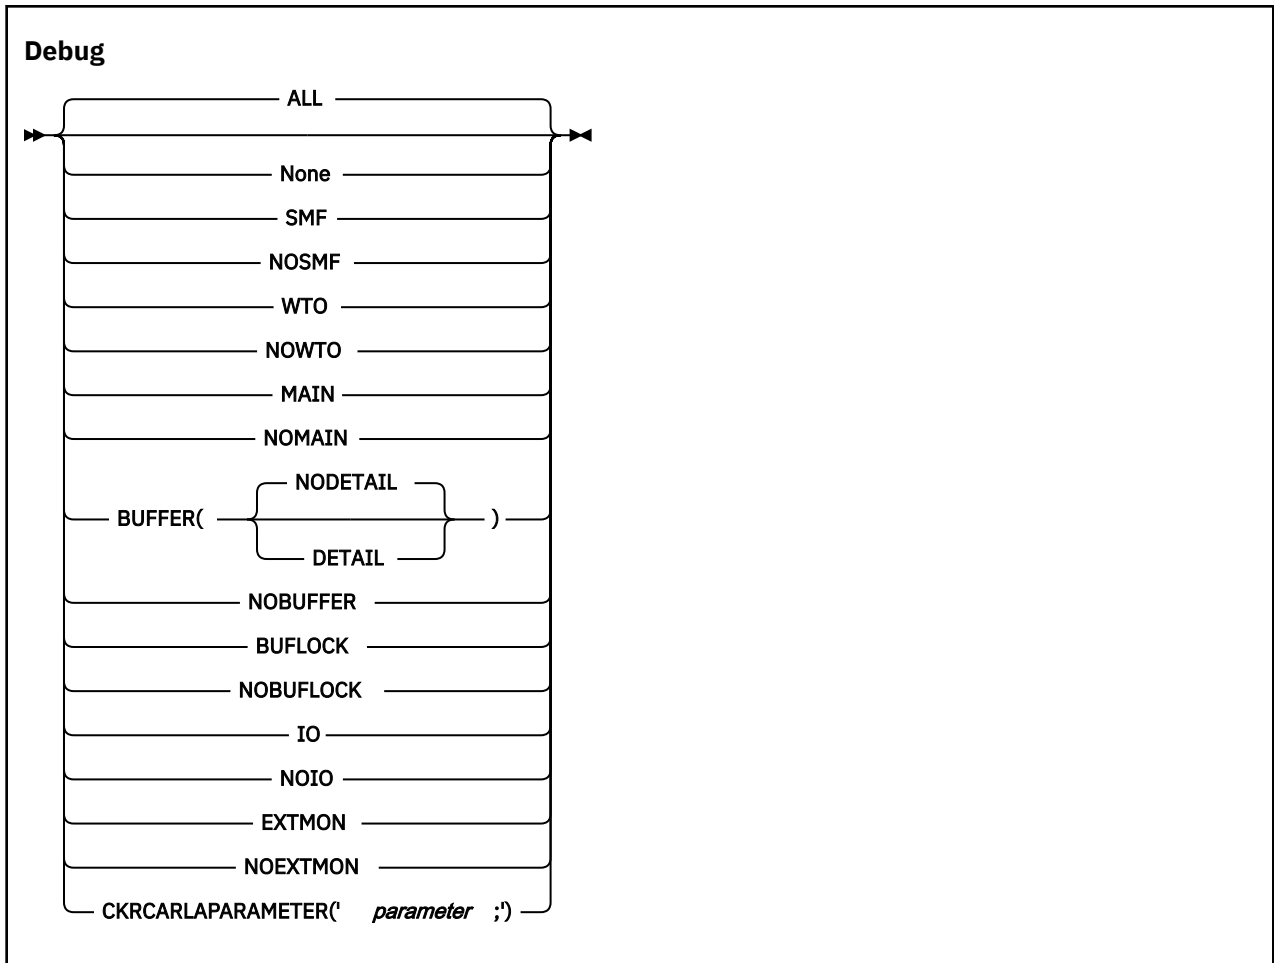 Debug
ALL
None
SMF
NOSMF
WTO
NOWTO
MAIN
NOMAIN
NODETAIL
BUFFER( )
DETAIL
NOBUFFER
BUFLOCK
NOBUFLOCK
IO
NOIO
EXTMON
NOEXTMON
CKRCARLAPARAMETER(' parameter ;')